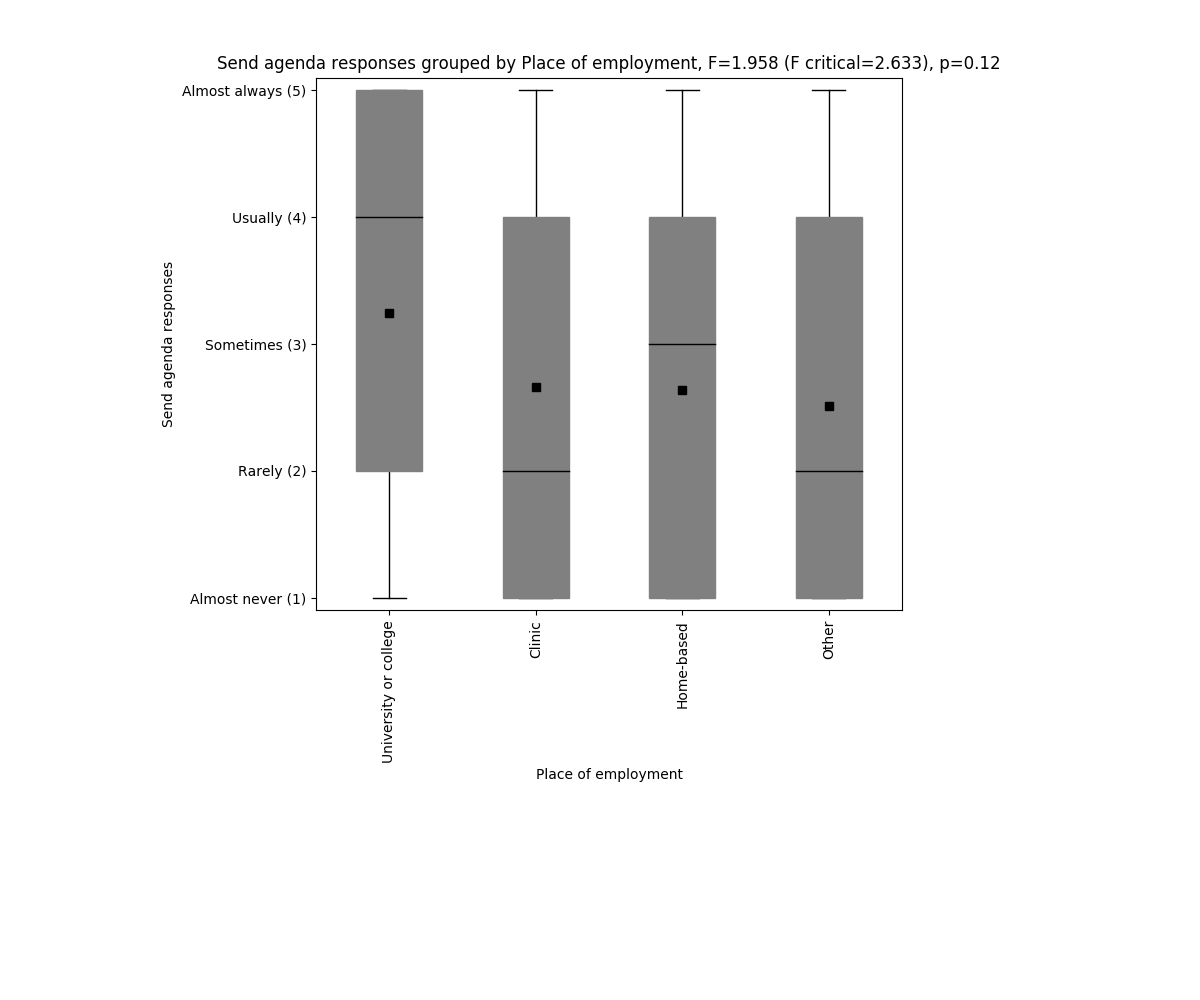 Send agenda responses grouped by Place of employment, F=1.958 (F critical=2.633), p=0.12
Almost always (5)
Usually (4)
Sometimes (3)
Rarely (2)
Almost never (1)
Send agenda responses
University or college
Clinic
Home-based
Other
Place of employment